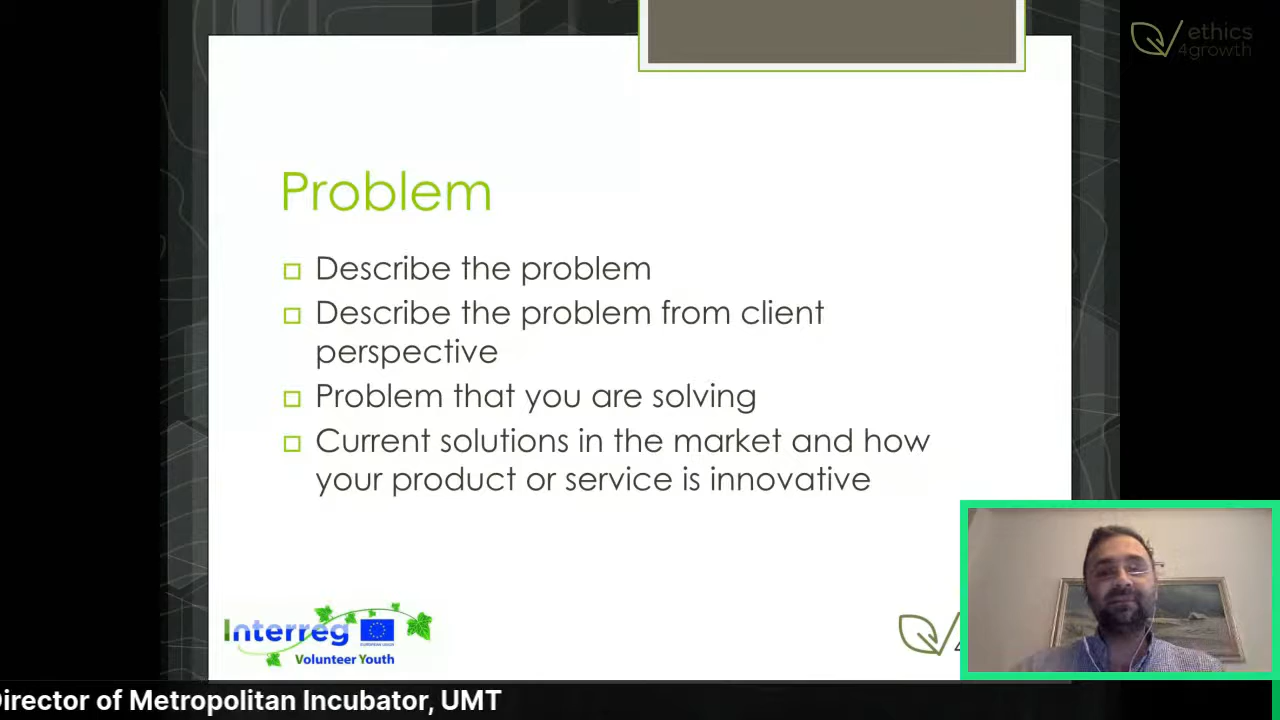 ethics
4growth
Problem
Describe the problem
Describe the problem from client
perspective
Problem that you are solving
Current solutions in the market and how
your product or service is innovative
Interreg
EUROPEAN UNION
Volunteer Youth
Director of Metropolitan Incubator, UMT